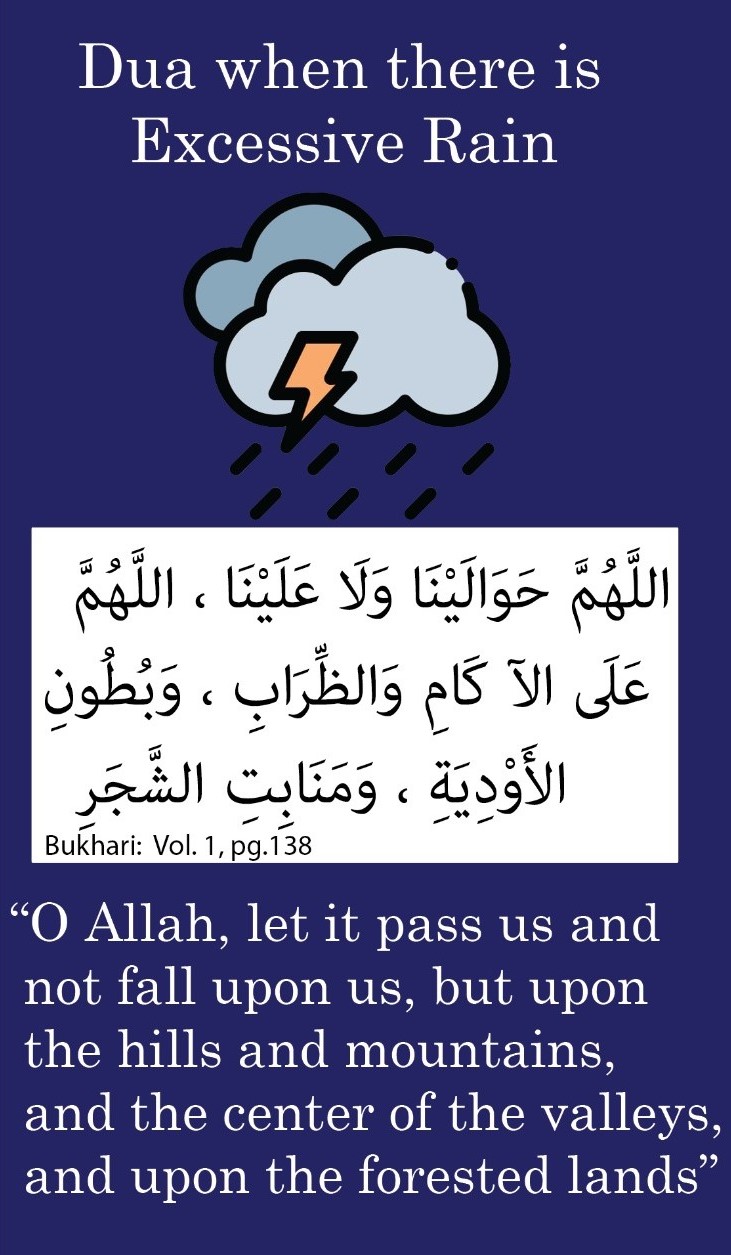 Dua when there is
Excessive Rain
اللَّهُمَّ حَوَالَيْنَا وَلَا عَلَيْنَا ، اللَّهُمَّ
عَلَى الآ كَامِ وَالظِّرَابِ ، وَبُطُونِ
الأَوْدِيَةِ ، وَمَنَابِتِ الشَّجَرِ
Bukhari: Vol. 1, pg.138
“O Allah, let it pass us and
not fall upon us, but upon
the hills and mountains,
and the center of the valleys,
and upon the forested lands”